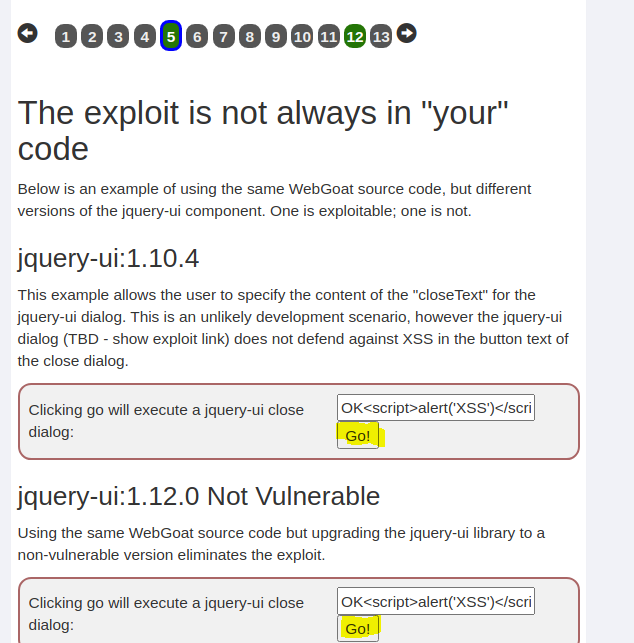 1 2 3 4 5 6 7 8 9 10 11 12 13
The exploit is not always in "your"
code
Below is an example of using the same WebGoat source code, but different
versions of the jquery-ui component. One is exploitable; one is not.
jquery-ui:1.10.4
This example allows the user to specify the content of the "closeText" for the
jquery-ui dialog. This is an unlikely development scenario, however the jquery-ui
dialog (TBD - show exploit link) does not defend against XSS in the button text of
the close dialog.
Clicking go will execute a jquery-ui close
dialog:
OK<script>alert('XSS')</scri
Go!
jquery-ui:1.12.0 Not Vulnerable
Using the same WebGoat source code but upgrading the jquery-ui library to a
non-vulnerable version eliminates the exploit.
Clicking go will execute a jquery-ui close
dialog:
OK<script>alert('XSS')</scri
Go!